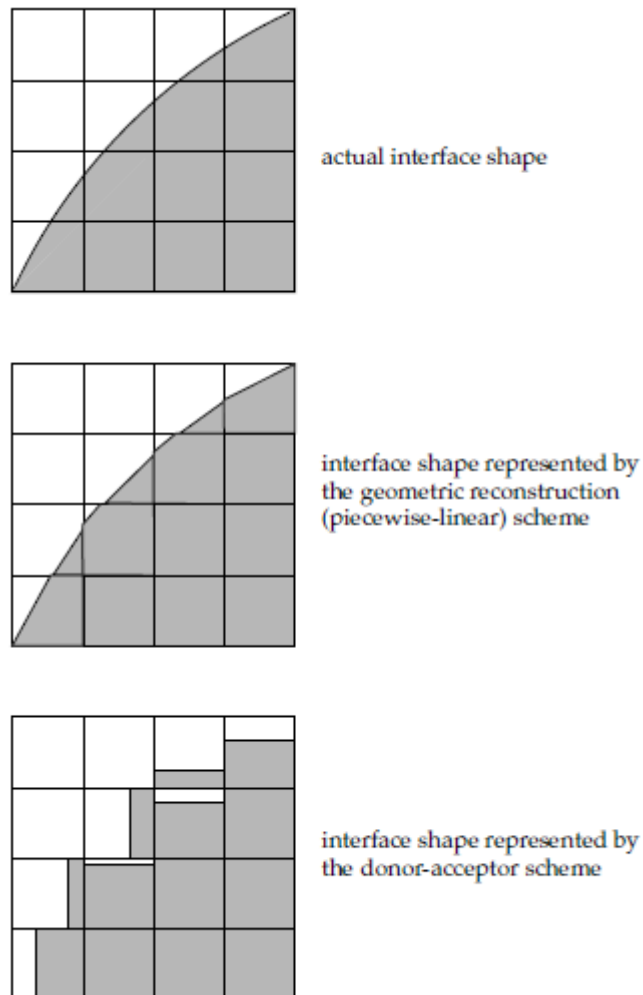 actual interface shape
interface shape represented by
the geometric reconstruction
(piecewise-linear) scheme
interface shape represented by
the donor-acceptor scheme